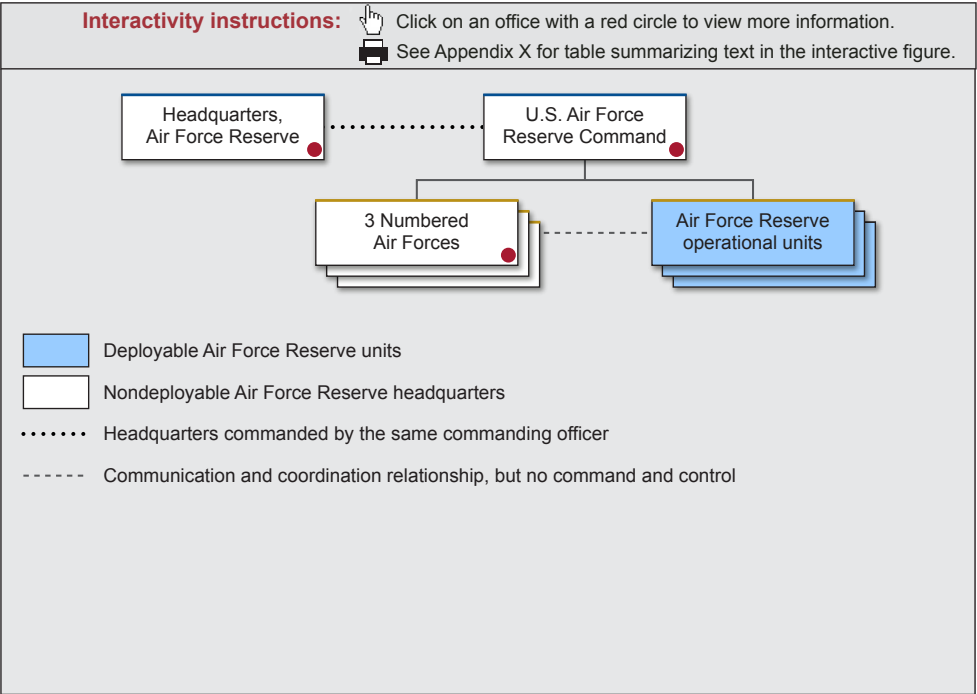 Interactivity instructions: Click on an office with a red circle to view more information.
See Appendix X for table summarizing text in the interactive figure.
Headquarters,
Air Force Reserve
U.S. Air Force
Reserve Command
3 Numbered
Air Forces
Air Force Reserve
operational units
Deployable Air Force Reserve units
Nondeployable Air Force Reserve headquarters
Headquarters commanded by the same commanding officer
Communication and coordination relationship, but no command and control